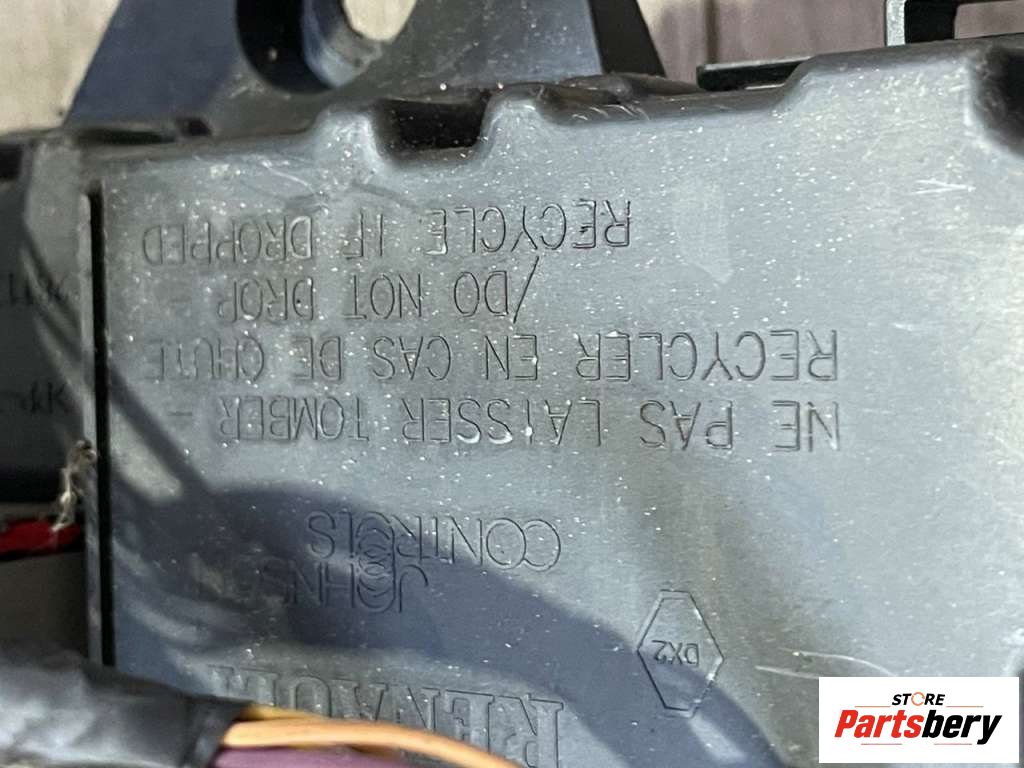 RENAULT
DX2
JOHNSON
CONTROLS
NE PAS LAISSER TOMBER -
RECYCLER EN CAS DE CHUTE
/DO NOT DROP -
RECYCLE IF DROPPED
STORE
Partsbery